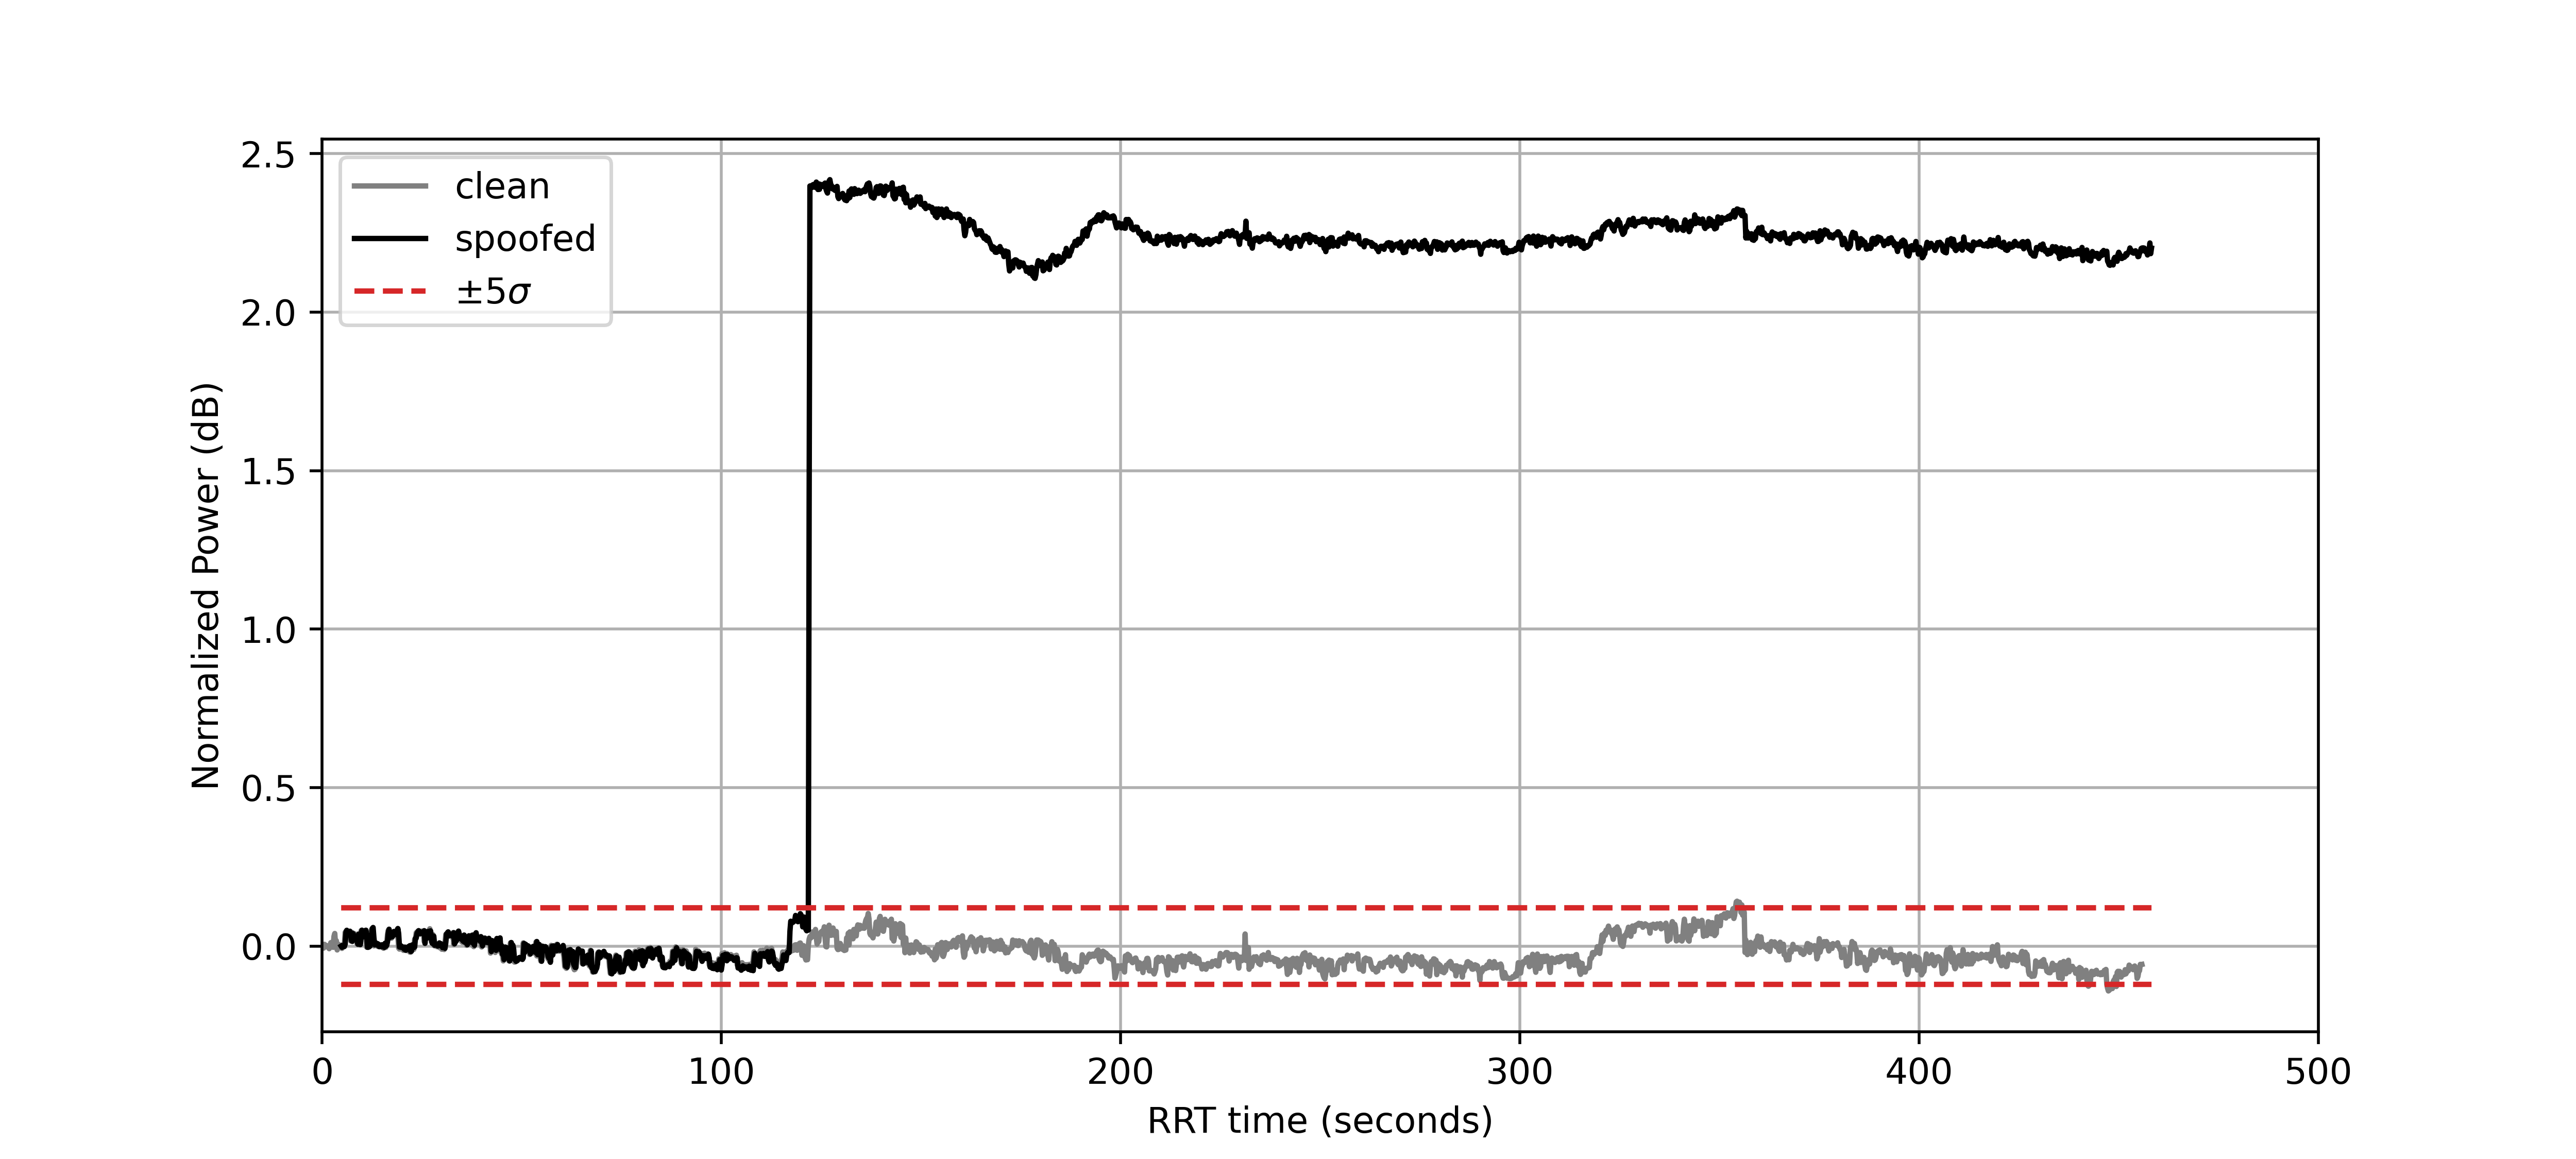 2.5
2.0
1.5
1.0
0.5
0.0
Normalized Power (dB)
clean
spoofed
±5σ
0 100 200 300 400 500
RRT time (seconds)